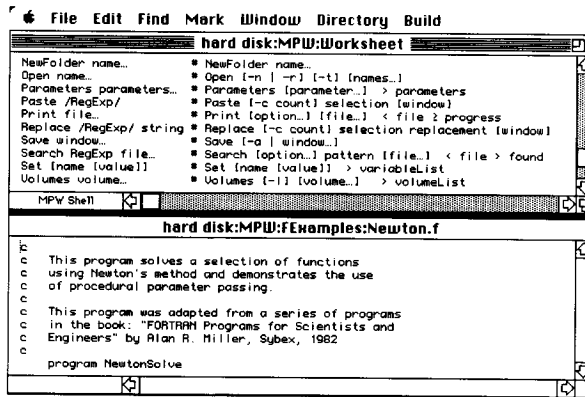 File Edit Find Mark Window Directory Build
hard disk:MPW:Worksheet
NewFolder name… # NewFolder name…
Open name… # Open [-n | -r] [-t] [names…]
Parameters parameters… # Parameters [parameter…] > parameters
Paste /RegExp/ # Paste [-c count] selection [window]
Print file… # Print [option…] [file…] < file ≥ progress
Replace /RegExp/ string # Replace [-c count] selection replacement [window]
Save window… # Save [-a | window…]
Search RegExp file… # Search [option…] pattern [file…] < file > found
Set [name [value]] # Set [name [value]] > variableList
Volumes volume… # Volumes [-l] [volume…] > volumeList
MPW Shell
hard disk:MPW:FExamples:Newton.f
c
c This program solves a selection of functions
c using Newton's method and demonstrates the use
c of procedural parameter passing.
c
c This program was adapted from a series of programs
c in the book: "FORTRAN Programs for Scientists and
c Engineers" by Alan R. Miller, Sybex, 1982
c
program NewtonSolve